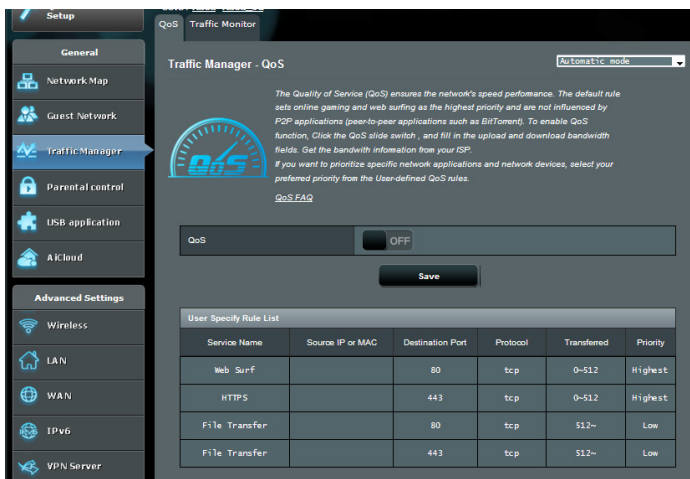 Setup
General
Network Map
Guest Network
Traffic Manager
Parental control
USB application
AiCloud
Advanced Settings
Wireless
LAN
WAN
IPv6
VPN Server
QoS Traffic Monitor
Traffic Manager - QoS
Automatic mode
QoS
The Quality of Service (QoS) ensures the network's speed performance. The default rule
sets online gaming and web surfing as the highest priority and are not influenced by
P2P applications (peer-to-peer applications such as BitTorrent). To enable QoS
function, Click the QoS slide switch , and fill in the upload and download bandwidth
fields. Get the bandwith information from your ISP.
If you want to prioritize specific network applications and network devices, select your
preferred priority from the User-defined QoS rules.
QoS FAQ
QoS OFF
Save
User Specify Rule List
Service Name Source IP or MAC Destination Port Protocol Transferred Priority
Web Surf 80 tcp 0~512 Highest
HTTPS 443 tcp 0~512 Highest
File Transfer 80 tcp 512~ Low
File Transfer 443 tcp 512~ Low